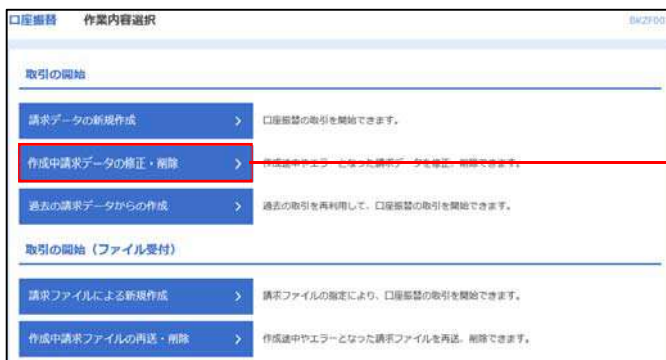 口座振替 作業内容選択 BKZF00
取引の開始
請求データの新規作成 口座振替の取引を開始できます。
作成中請求データの修正・削除 作成途中やエラーとなった請求データを修正、削除できます。
過去の請求データからの作成 過去の取引を再利用して、口座振替の取引を開始できます。
取引の開始（ファイル受付）
請求ファイルによる新規作成 請求ファイルの指定により、口座振替の取引を開始できます。
作成中請求ファイルの再送・削除 作成途中やエラーとなった請求ファイルを再送、削除できます。